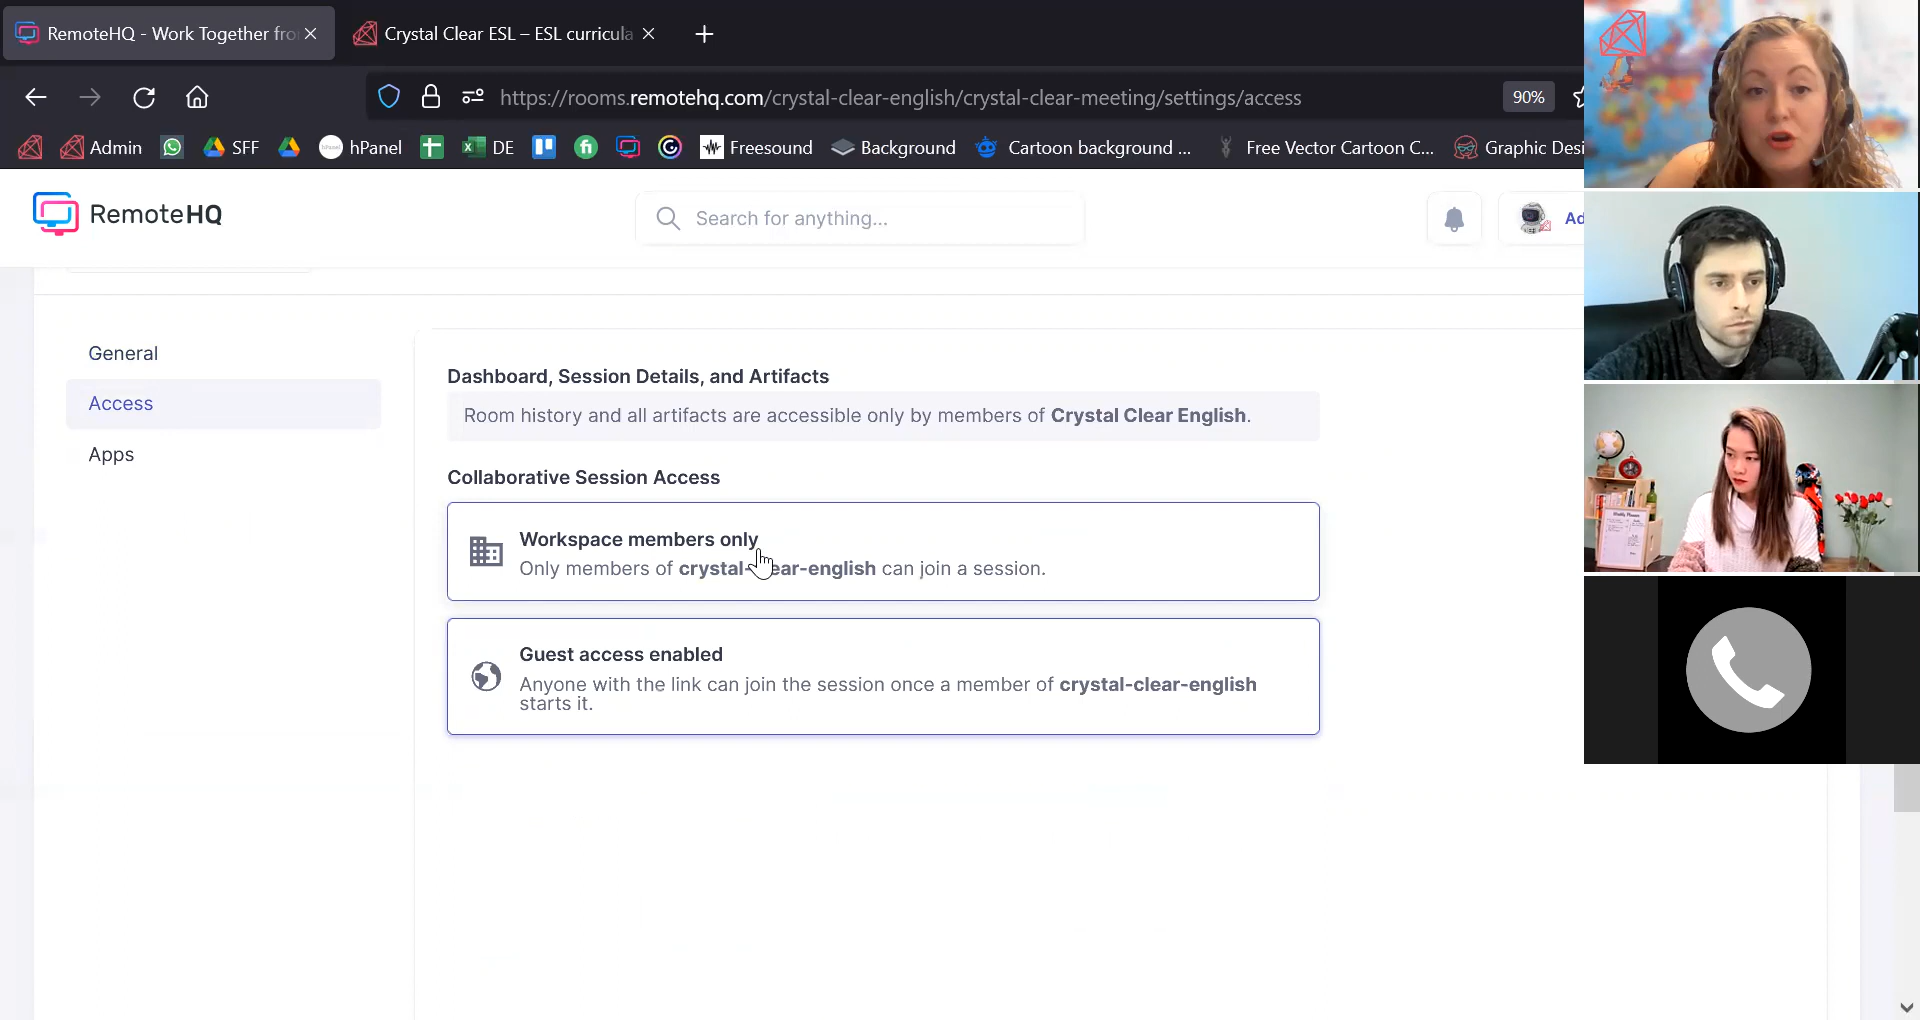 RemoteHQ - Work Together fro
Crystal Clear ESL – ESL curricula
https://rooms.remotehq.com/crystal-clear-english/crystal-clear-meeting/settings/access
90%
Admin
SFF
hPanel
DE
Freesound
Background
Cartoon background ...
Free Vector Cartoon C...
Graphic Desi
RemoteHQ
Search for anything...
Ad
General
Access
Apps
Dashboard, Session Details, and Artifacts
Room history and all artifacts are accessible only by members of Crystal Clear English.
Collaborative Session Access
Workspace members only
Only members of crystal-clear-english can join a session.
Guest access enabled
Anyone with the link can join the session once a member of crystal-clear-english
starts it.